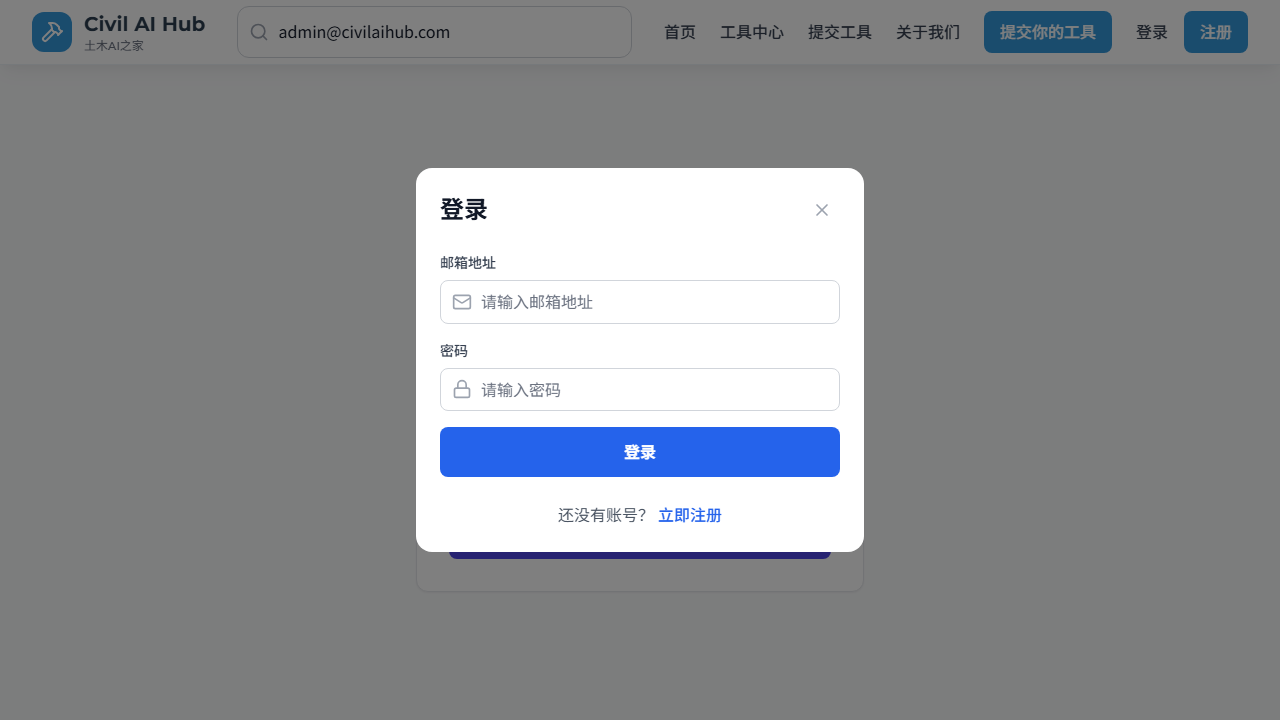 Civil AI Hub
土木AI之家
admin@civilaihub.com
首页
工具中心
提交工具
关于我们
提交你的工具
登录
注册
登录
邮箱地址
请输入邮箱地址
密码
请输入密码
登录
还没有账号? 立即注册